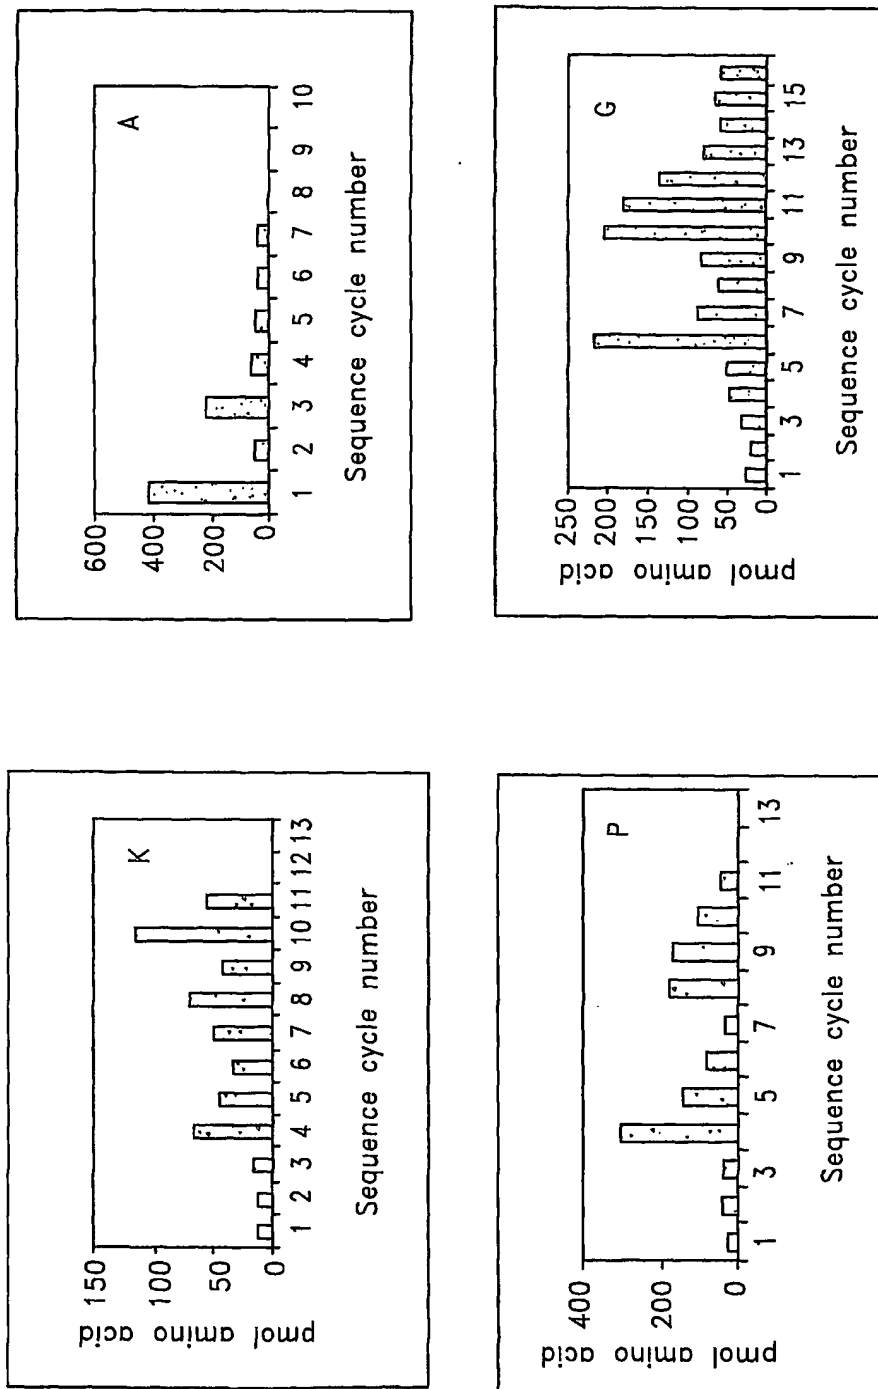 K
pmol amino acid
150
100
50
0
1 2 3 4 5 6 7 8 9 10 11 12 13
Sequence cycle number
A
600
400
200
0
1 2 3 4 5 6 7 8 9 10
Sequence cycle number
P
pmol amino acid
400
200
0
1 3 5 7 9 11 13
Sequence cycle number
G
pmol amino acid
250
200
150
100
50
0
1 3 5 7 9 11 13 15
Sequence cycle number